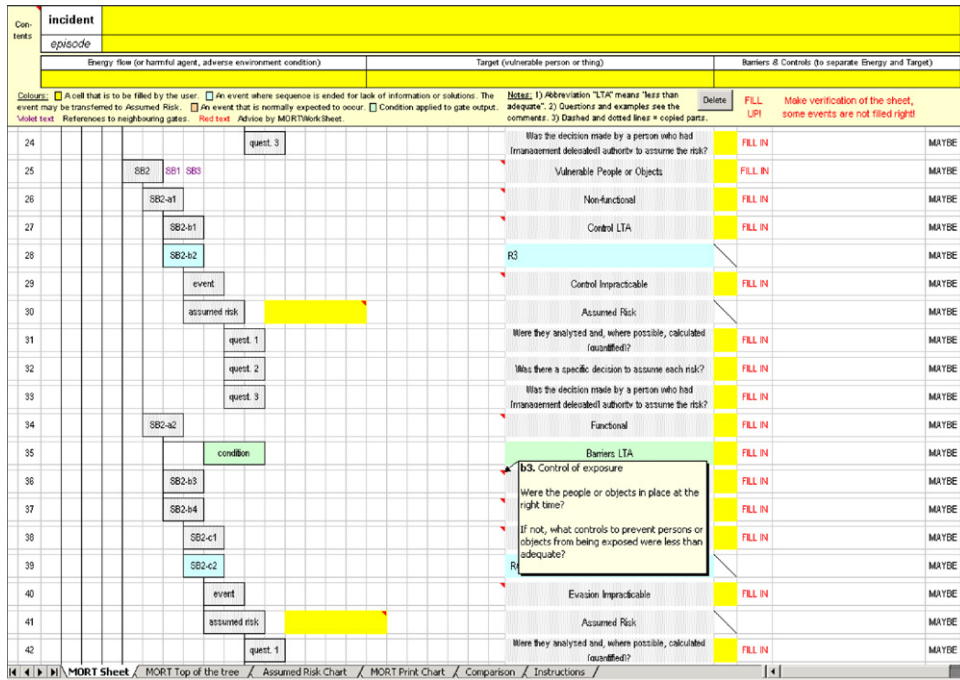 Con-
tents
incident
episode
Energy flow (or harmful agent, adverse environment condition) Target (vulnerable person or thing) Barriers & Controls (to separate Energy and Target)
Colours: A cell that is to be filled by the user. An event where sequence is ended for lack of information or solutions. The
event may be transferred to Assumed Risk. An event that is normally expected to occur. Condition applied to gate output.
Violet text References to neighbouring gates. Red text Advice by MORTWorkSheet.
Notes: 1) Abbreviation "LTA" means "less than
adequate". 2) Questions and examples see the
comments. 3) Dashed and dotted lines = copied parts.
Delete
FILL
UP!
Make verification of the sheet,
some events are not filled right!
24 quest. 3 Was the decision made by a person who had
[management delegated] authority to assume the risk? FILL IN MAYBE
25 SB2 SB1 SB3 Vulnerable People or Objects FILL IN MAYBE
26 SB2-a1 Non-functional FILL IN MAYBE
27 SB2-b1 Control LTA FILL IN MAYBE
28 SB2-b2 R3 MAYBE
29 event Control Impracticable FILL IN MAYBE
30 assumed risk Assumed Risk MAYBE
31 quest. 1 Were they analysed and, where possible, calculated
(quantified)? FILL IN MAYBE
32 quest. 2 Was there a specific decision to assume each risk? FILL IN MAYBE
33 quest. 3 Was the decision made by a person who had
[management delegated] authority to assume the risk? FILL IN MAYBE
34 SB2-a2 Functional FILL IN MAYBE
35 condition Barriers LTA FILL IN MAYBE
b3. Control of exposure
Were the people or objects in place at the
right time?
If not, what controls to prevent persons or
objects from being exposed were less than
adequate?
36 SB2-b3 FILL IN MAYBE
37 SB2-b4 FILL IN MAYBE
38 SB2-c1 FILL IN MAYBE
39 SB2-c2 MAYBE
40 event Evasion Impracticable FILL IN MAYBE
41 assumed risk Assumed Risk MAYBE
42 quest. 1 Were they analysed and, where possible, calculated
(quantified)? FILL IN MAYBE
MORT Sheet MORT Top of the tree Assumed Risk Chart MORT Print Chart Comparison Instructions